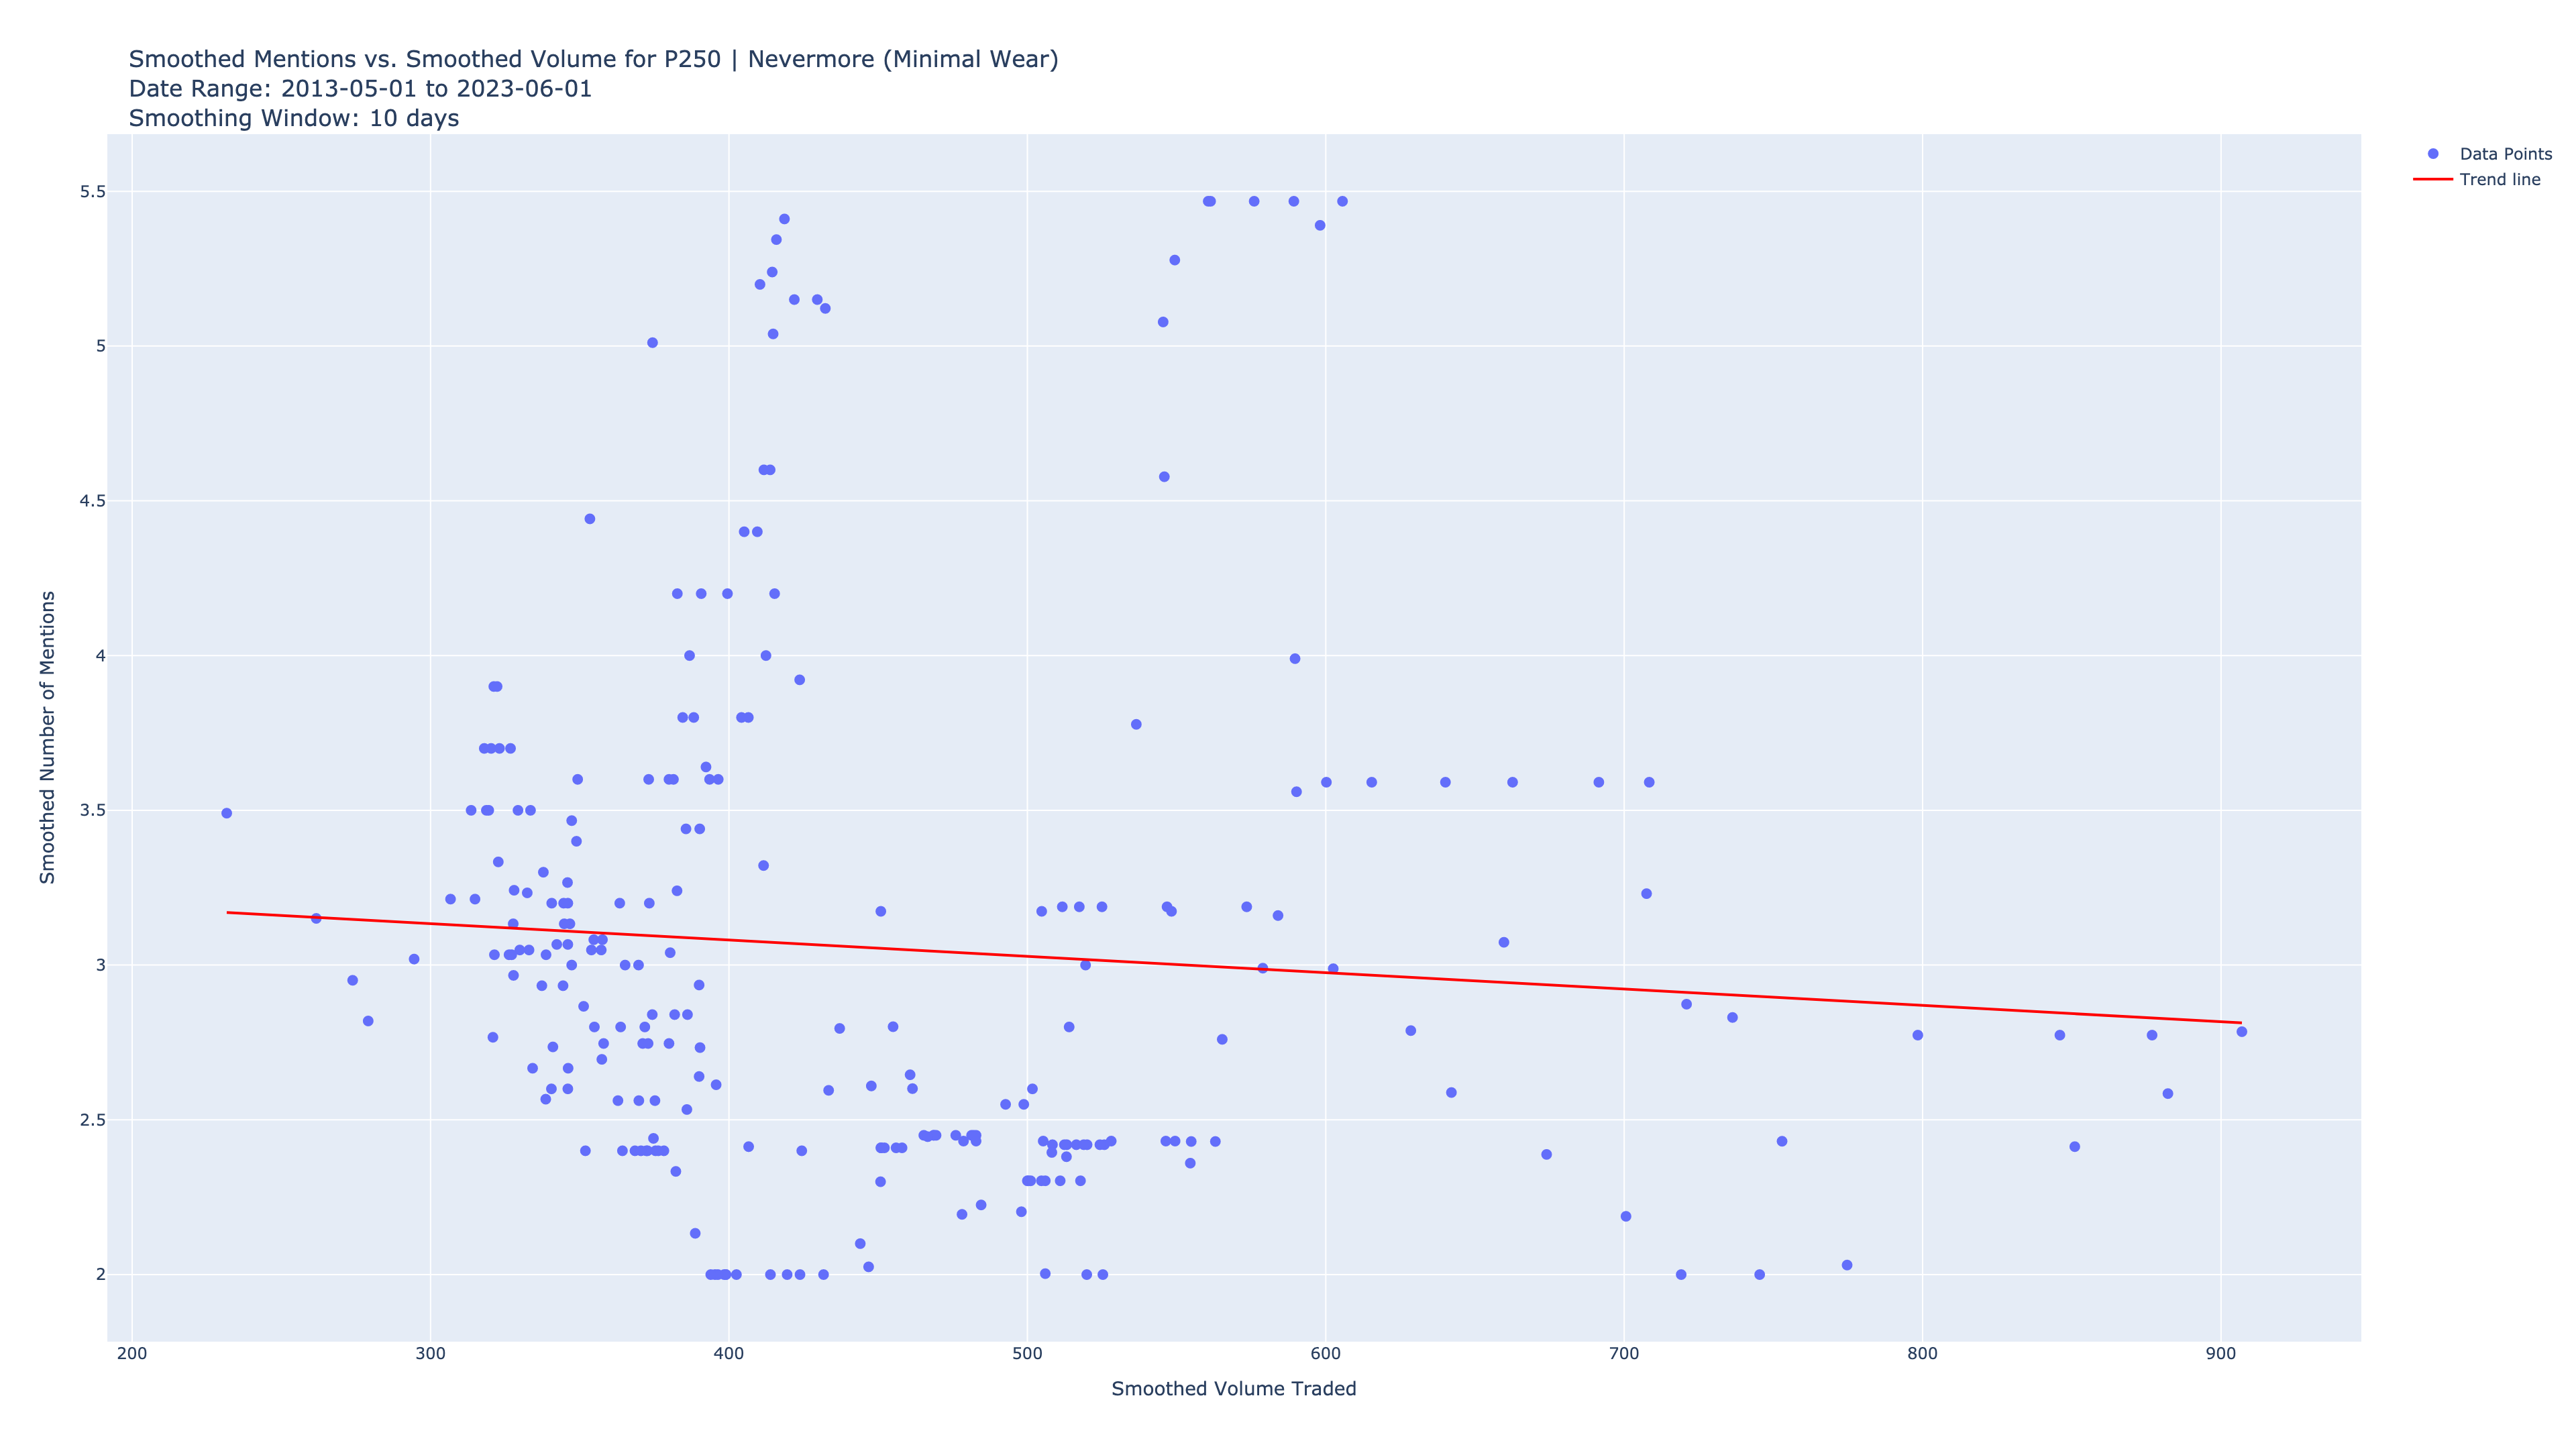 Smoothed Mentions vs. Smoothed Volume for P250 | Nevermore (Minimal Wear)
Date Range: 2013-05-01 to 2023-06-01
Smoothing Window: 10 days
Data Points
Trend line
5.5
5
4.5
4
3.5
3
2.5
2
Smoothed Number of Mentions
200
300
400
500
600
700
800
900
Smoothed Volume Traded